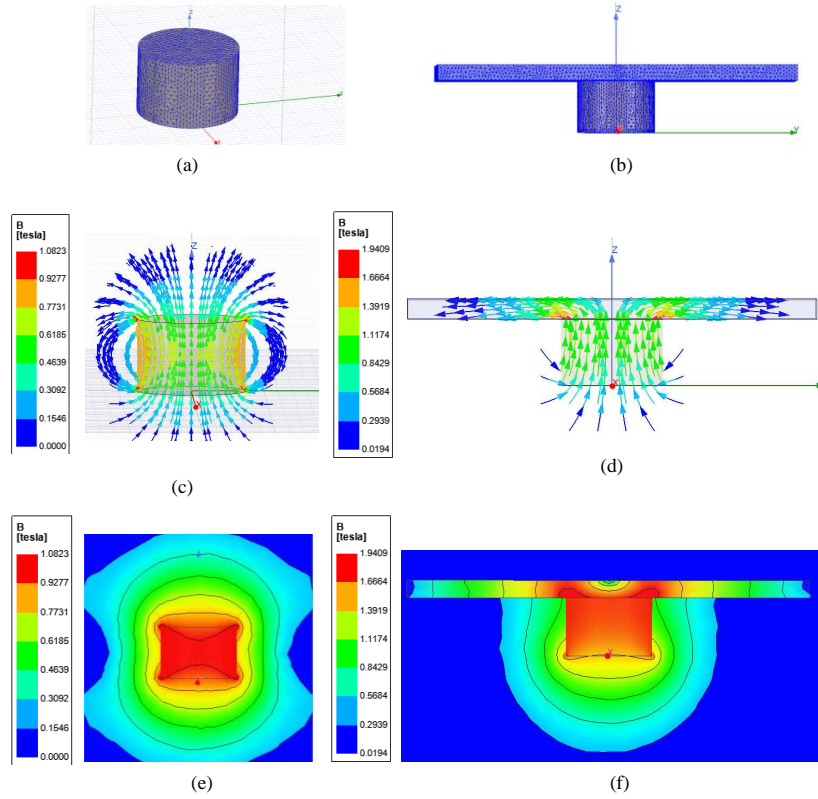 Z
Z
Y
(a)
(b)
B
[tesla]
1.0823
0.9277
0.7731
0.6185
0.4639
0.3092
0.1546
0.0000
Z
(c)
B
[tesla]
1.9409
1.6664
1.3919
1.1174
0.8429
0.5684
0.2939
0.0194
Z
(d)
B
[tesla]
1.0823
0.9277
0.7731
0.6185
0.4639
0.3092
0.1546
0.0000
(e)
B
[tesla]
1.9409
1.6664
1.3919
1.1174
0.8429
0.5684
0.2939
0.0194
(f)